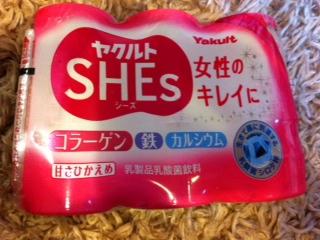 Yakult
ヤクルト
SHEs
シーズ
女性の
キレイに
コラーゲン
鉄
カルシウム
甘さひかえめ
乳製品乳酸菌飲料